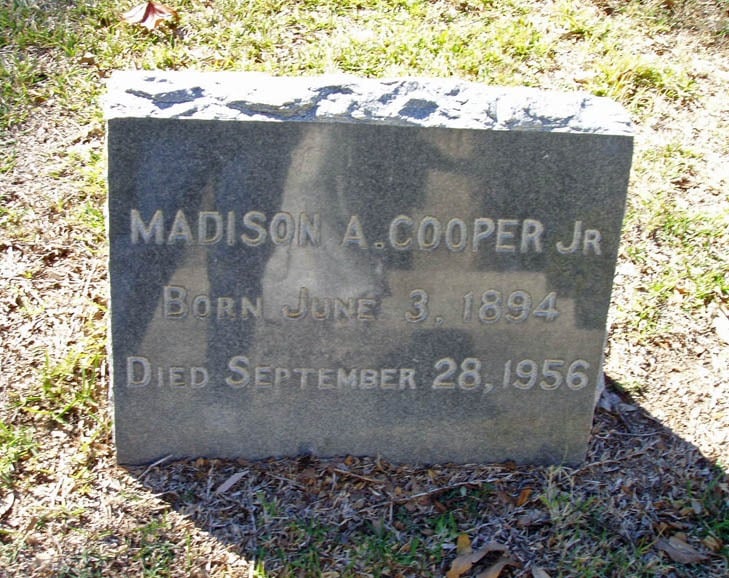 MADISON A. COOPER JR
BORN JUNE 3, 1894
DIED SEPTEMBER 28, 1956